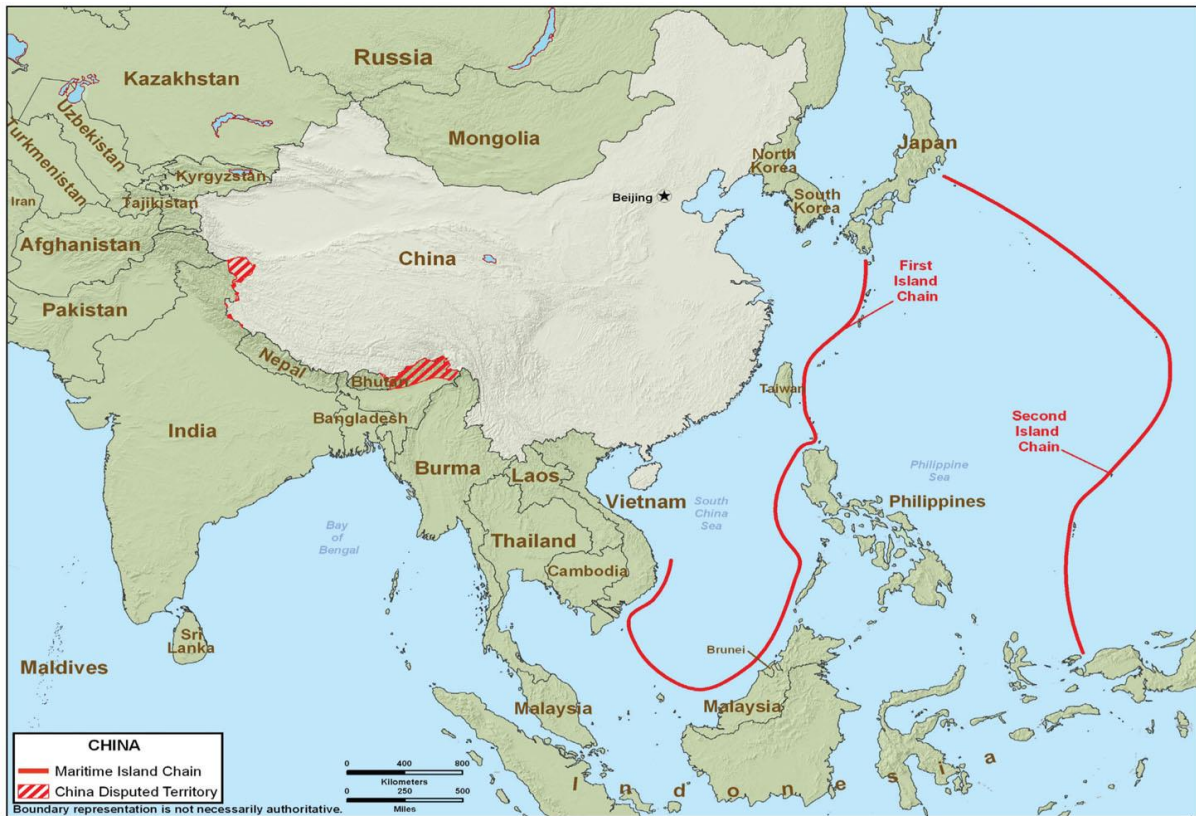 Russia
Kazakhstan
Mongolia
Uzbekistan
Turkmenistan
Kyrgyzstan
Tajikistan
Iran
Afghanistan
Pakistan
China
Beijing
North
Korea
South
Korea
Japan
First
Island
Chain
Second
Island
Chain
Nepal
Bhutan
Bangladesh
India
Burma
Laos
Vietnam
Thailand
Cambodia
Taiwan
South
China
Sea
Philippine
Sea
Philippines
Bay
of
Bengal
Sri
Lanka
Maldives
Brunei
Malaysia
Malaysia
Indonesia
CHINA
Maritime Island Chain
China Disputed Territory
Boundary representation is not necessarily authoritative.
0 400 800
Kilometers
0 250 500
Miles